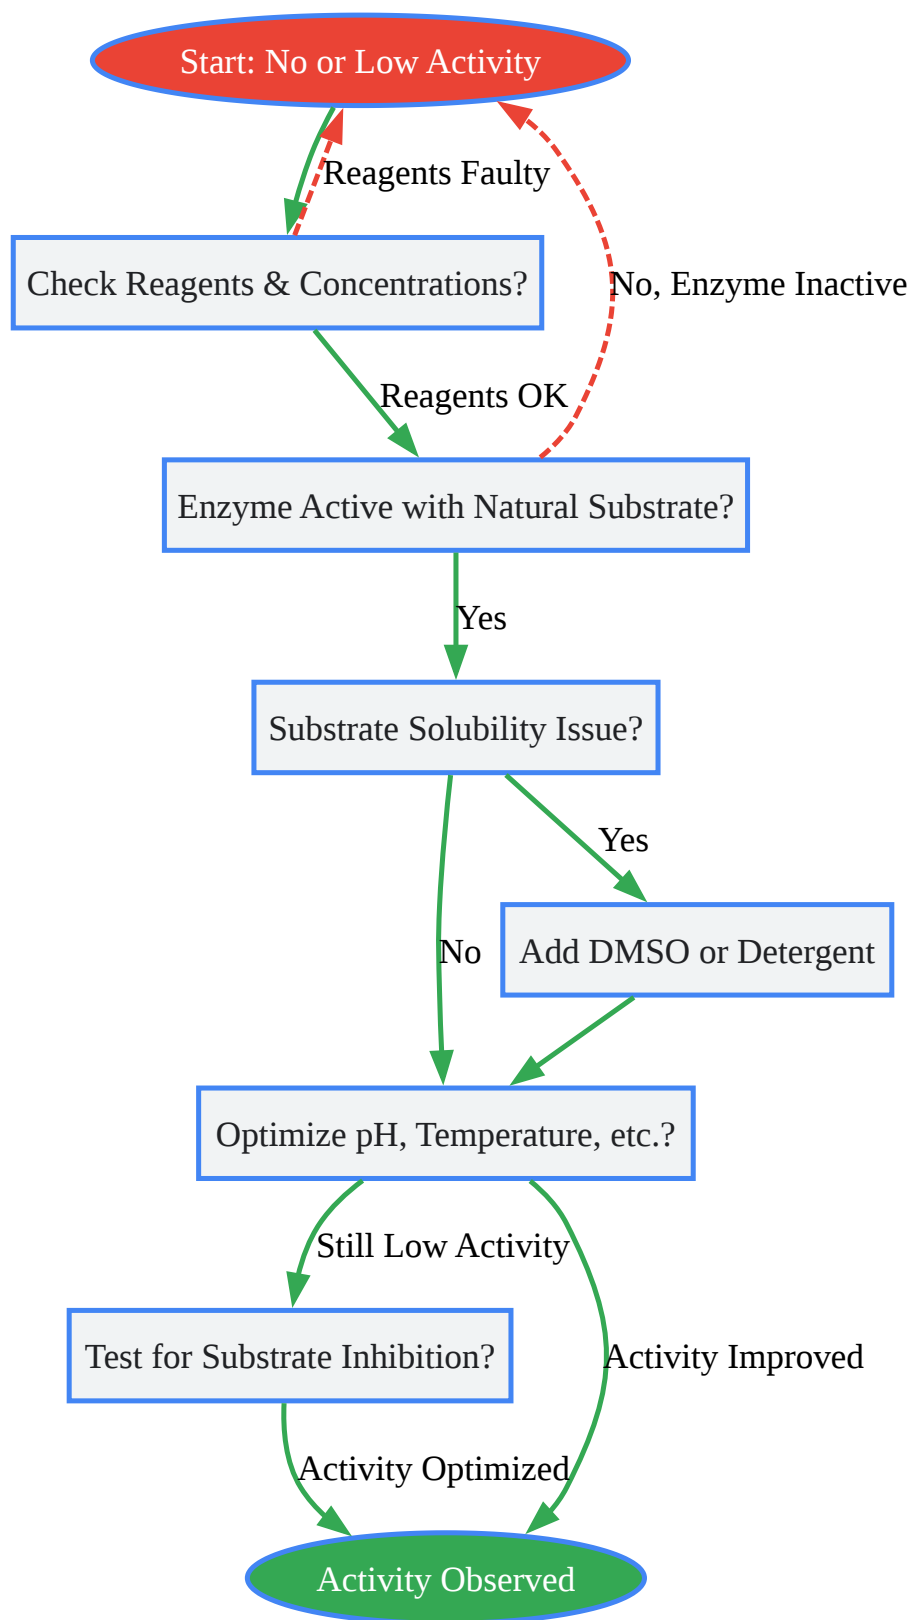 Start: No or Low Activity
Reagents Faulty
Check Reagents & Concentrations?
No, Enzyme Inactive
Reagents OK
Enzyme Active with Natural Substrate?
Yes
Substrate Solubility Issue?
Yes
No
Add DMSO or Detergent
Optimize pH, Temperature, etc.?
Still Low Activity
Test for Substrate Inhibition?
Activity Improved
Activity Optimized
Activity Observed